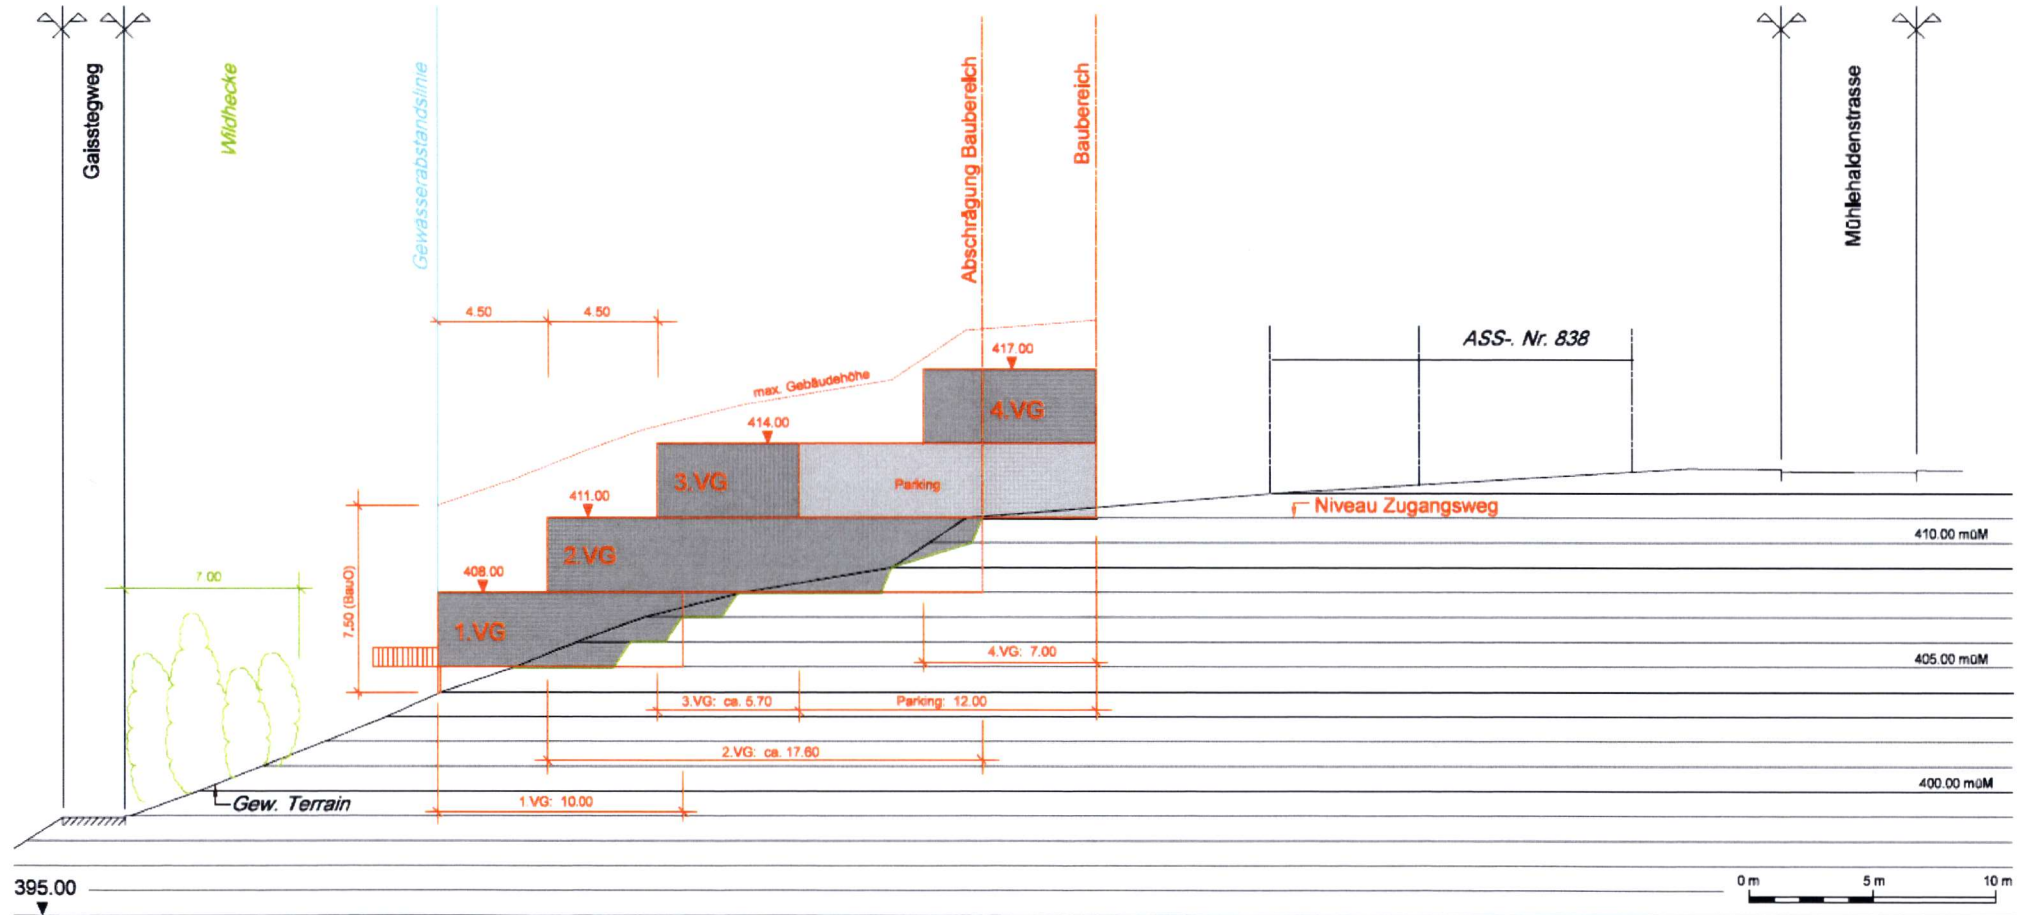 Gaisstegweg
Wildhecke
Gewässerabstandslinie
Abschrägung Baubereich
Baubereich
Mühlehaldenstrasse
4.50
4.50
ASS-. Nr. 838
417.00
max. Gebäudehöhe
4.VG
414.00
3.VG
Parking
411.00
Niveau Zugangsweg
410.00 müM
2.VG
408.00
7.00
7.50 (BauO)
1.VG
4.VG: 7.00
405.00 müM
3.VG: ca. 5.70
Parking: 12.00
2.VG: ca. 17.60
400.00 müM
Gew. Terrain
1.VG: 10.00
395.00
0 m
5 m
10 m